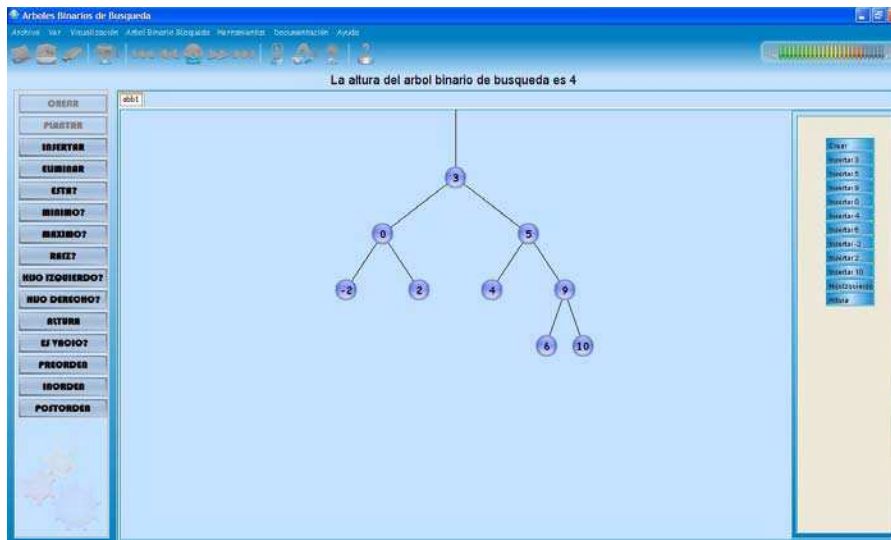 Arboles Binarios de Busqueda
Archivo Ver Visualización Arbol Binario Búsqueda Herramientas Documentación Ayuda
La altura del arbol binario de busqueda es 4
abb1
CREAR
PLANTAR
INSERTAR
ELIMINAR
ESTA?
MINIMO?
MAXIMO?
RAIZ?
HIJO IZQUIERDO?
HIJO DERECHO?
ALTURA
ES VACIO?
PREORDEN
INORDEN
POSTORDEN
3
0 5
-2 2 4 9
6 10
Crear
Insertar 3
Insertar 5
Insertar 9
Insertar 0
Insertar 4
Insertar 6
Insertar -2
Insertar 2
Insertar 10
HijoIzquierdo
Altura